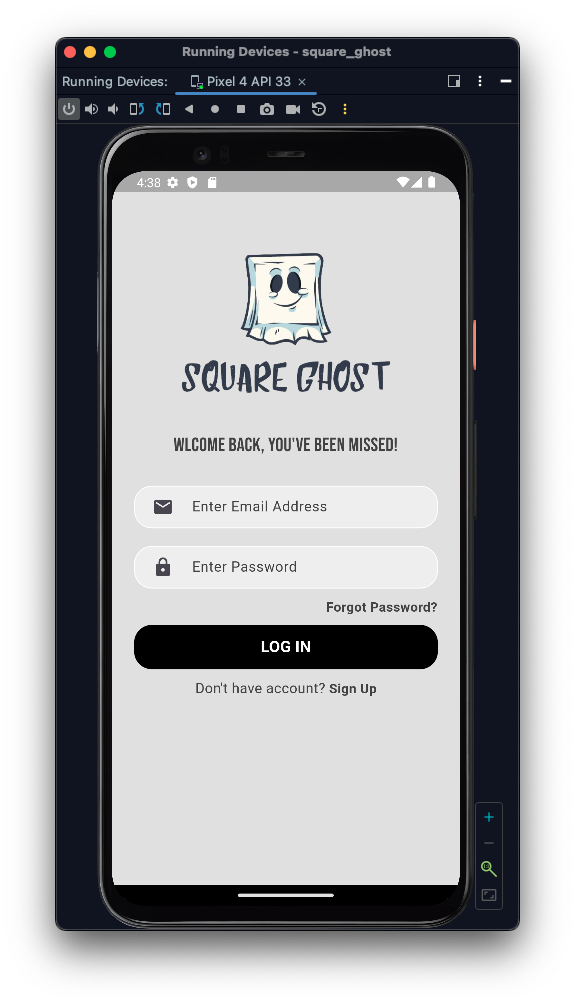 Running Devices - square_ghost
Running Devices: Pixel 4 API 33
4:38
SQUARE GHOST
WLCOME BACK, YOU'VE BEEN MISSED!
Enter Email Address
Enter Password
Forgot Password?
LOG IN
Don't have account? Sign Up